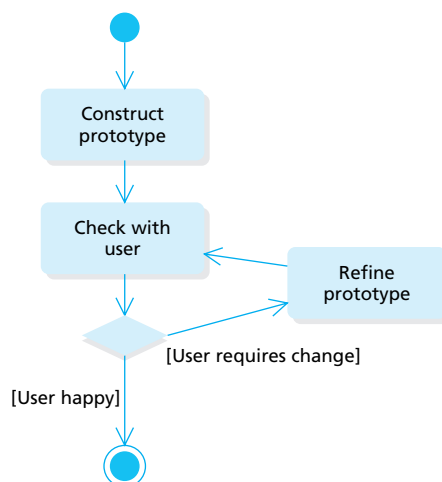 Construct
prototype
Check with
user
Refine
prototype
[User requires change]
[User happy]